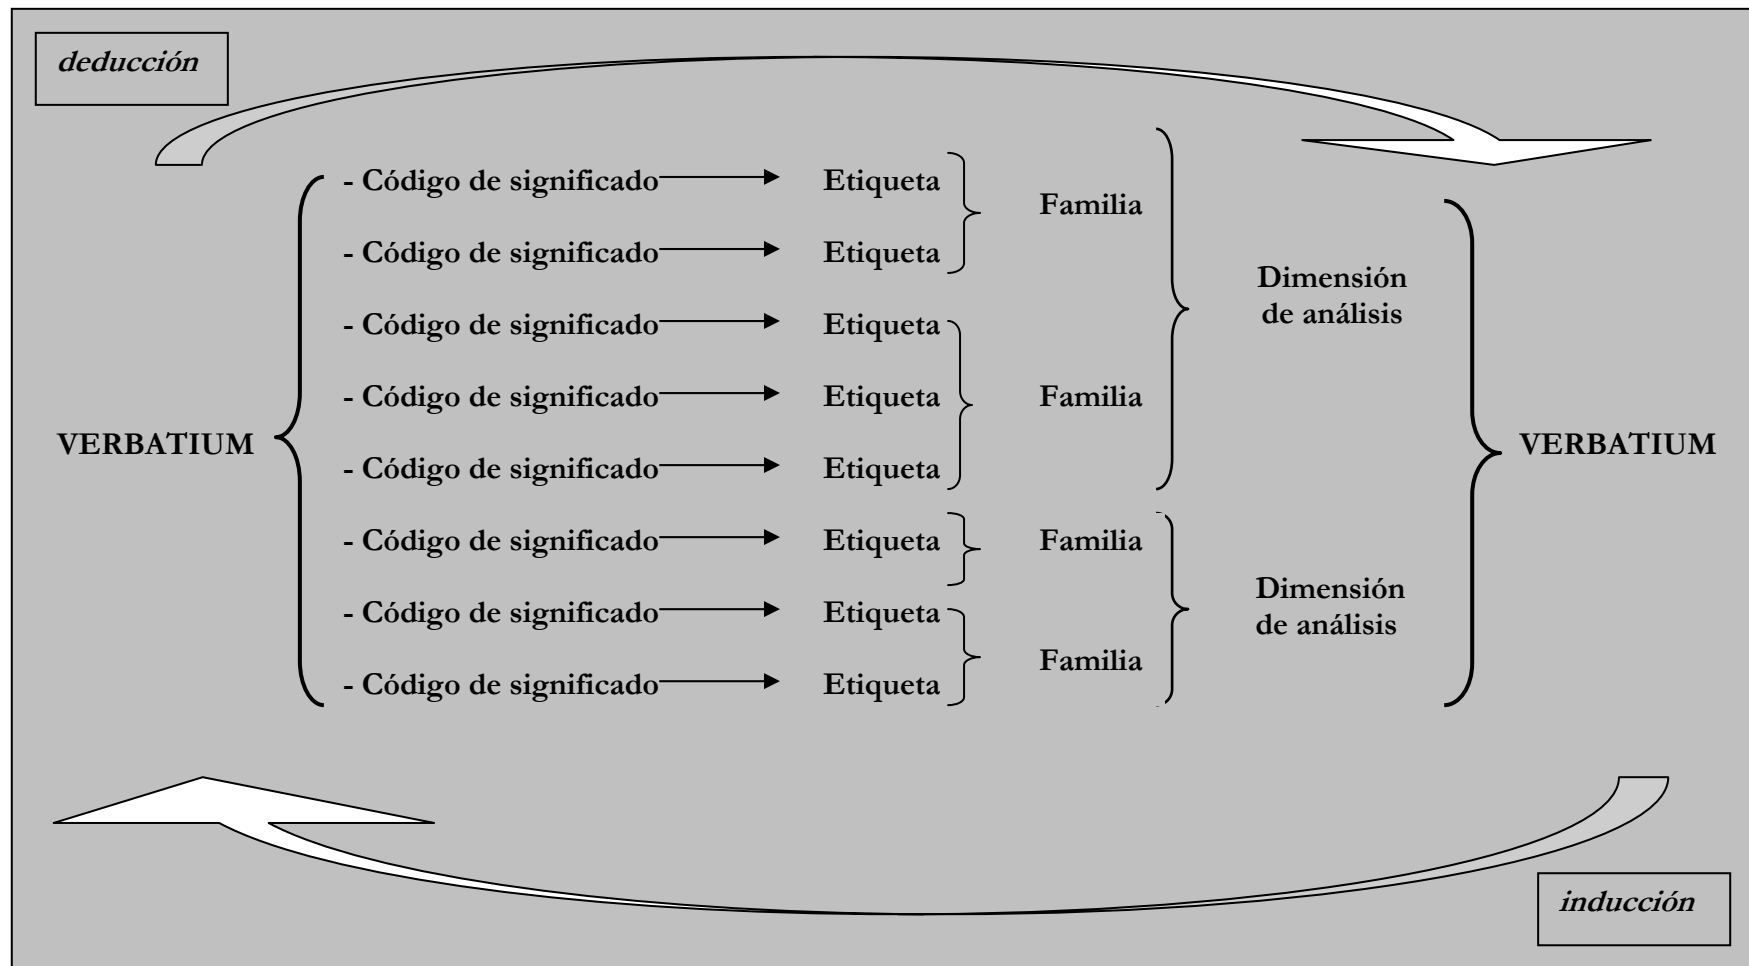 deducción
- Código de significado Etiqueta
Familia
- Código de significado Etiqueta
Dimensión
de análisis
- Código de significado Etiqueta
- Código de significado Etiqueta Familia
VERBATIUM
VERBATIUM
- Código de significado Etiqueta
- Código de significado Etiqueta Familia
Dimensión
de análisis
- Código de significado Etiqueta
Familia
- Código de significado Etiqueta
inducción